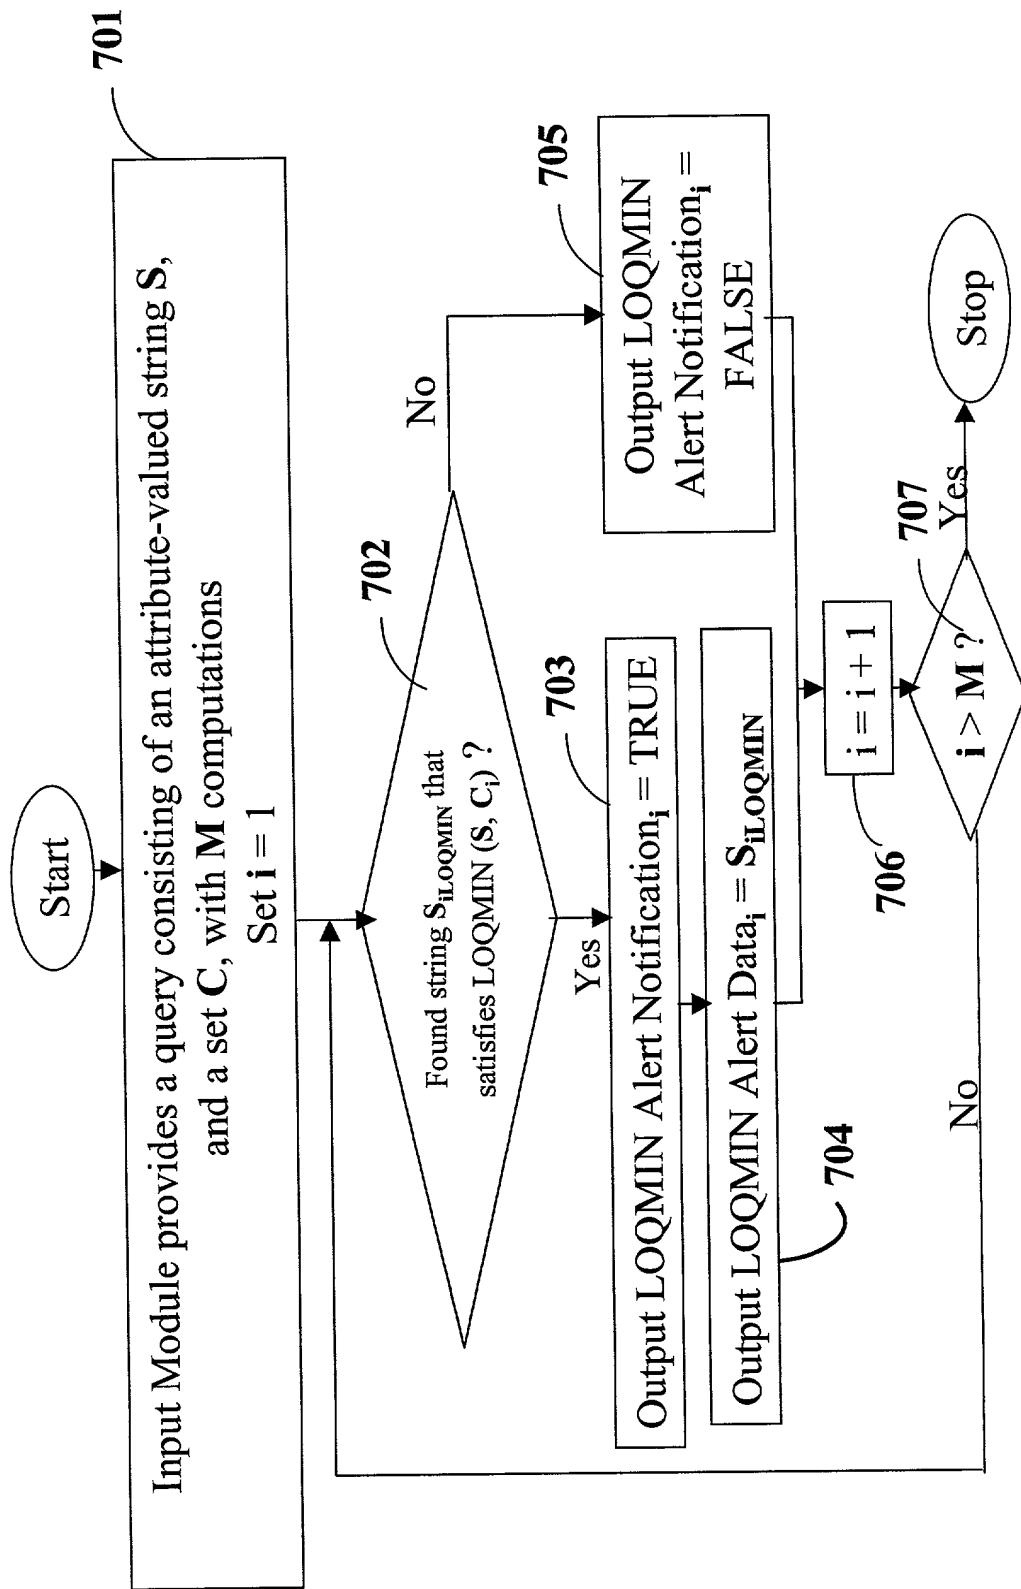 Start
701
Input Module provides a query consisting of an attribute-valued string S,
and a set C, with M computations
Set i = 1
702
Found string SiLOQMIN that
satisfies LOQMIN (S, Ci) ?
No
Yes
703
Output LOQMIN Alert Notificationi = TRUE
Output LOQMIN Alert Datai = SiLOQMIN
704
705
Output LOQMIN
Alert Notificationi =
FALSE
i = i + 1
706
707
i > M ?
Yes
No
Stop